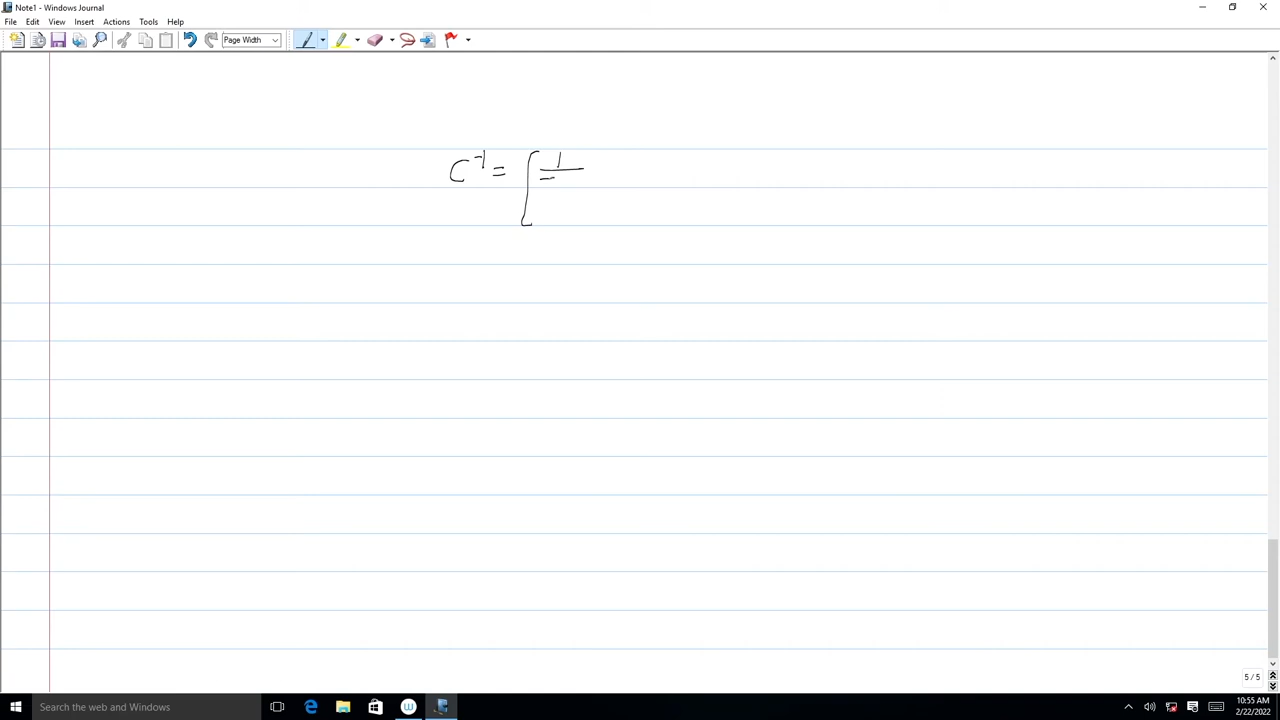 Note1 - Windows Journal
File Edit View Insert Actions Tools Help
Page Width
C⁻¹ = [ 1/=
5 / 5
Search the web and Windows
10:55 AM
2/22/2022